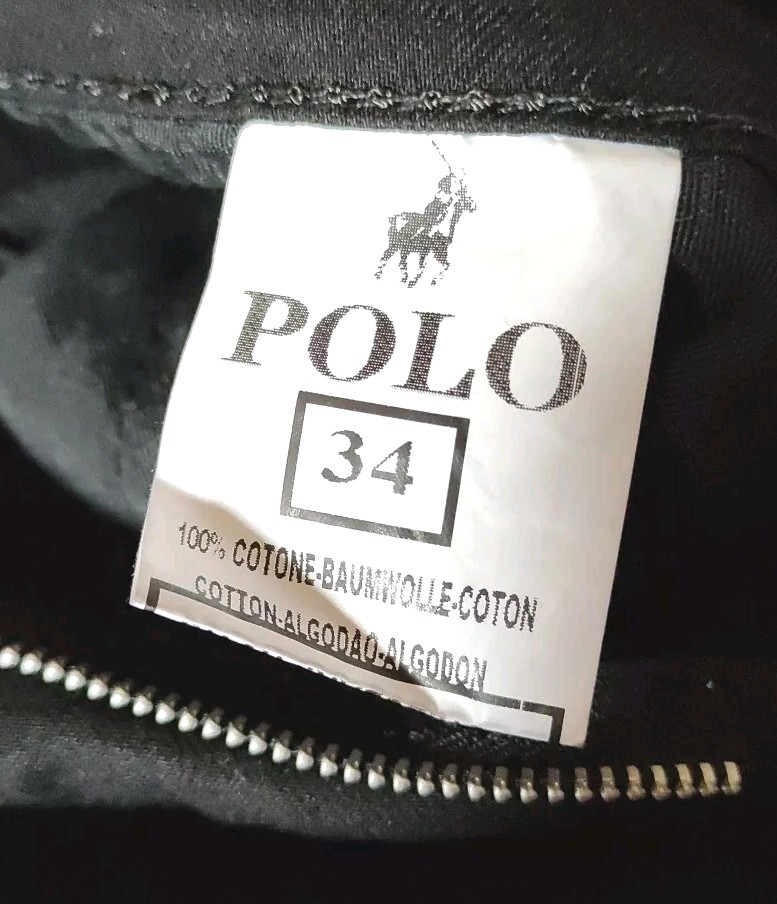 POLO
34
100% COTONE-BAUMWOLLE-COTON
COTTON-ALGODAO-ALGODON